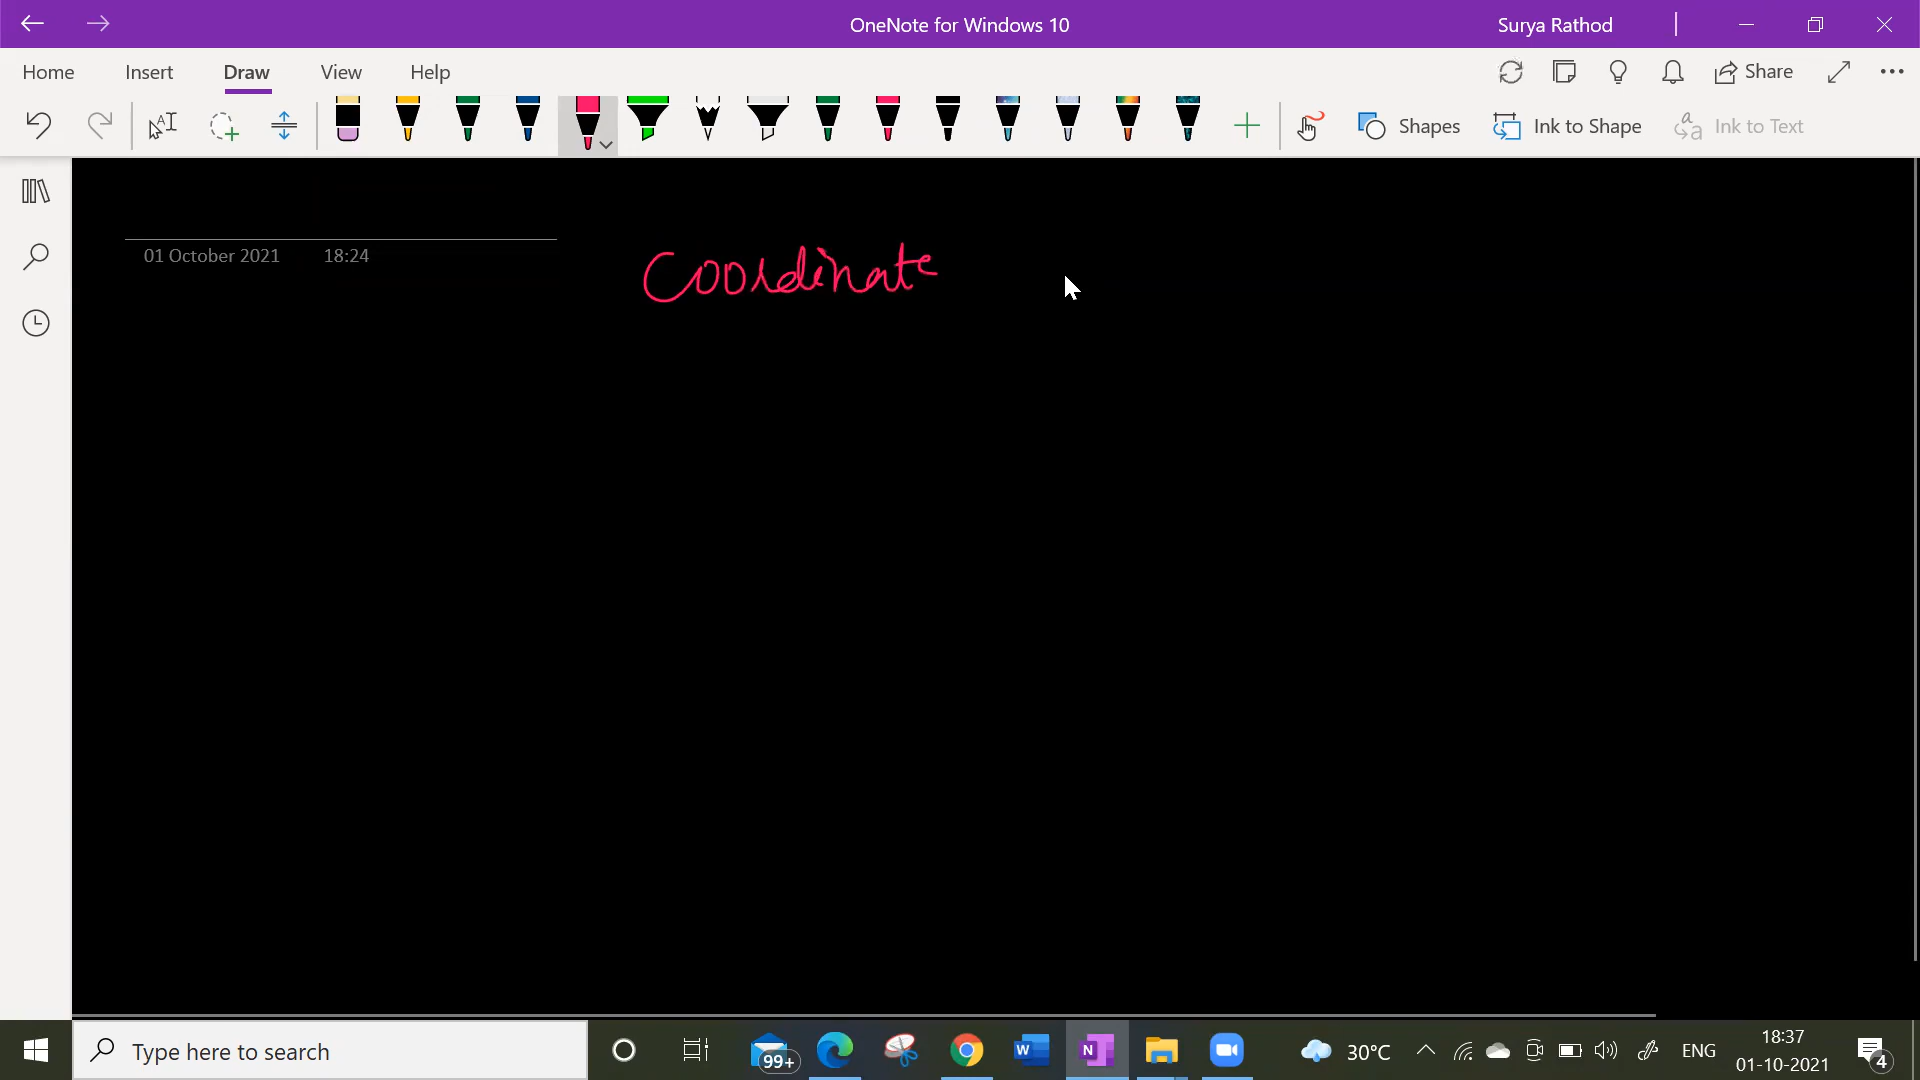 OneNote for Windows 10
Surya Rathod
Home Insert Draw View Help
Share
Shapes Ink to Shape Ink to Text
01 October 2021 18:24
Coordinate
Type here to search
99+
30°C
ENG
18:37
01-10-2021
4